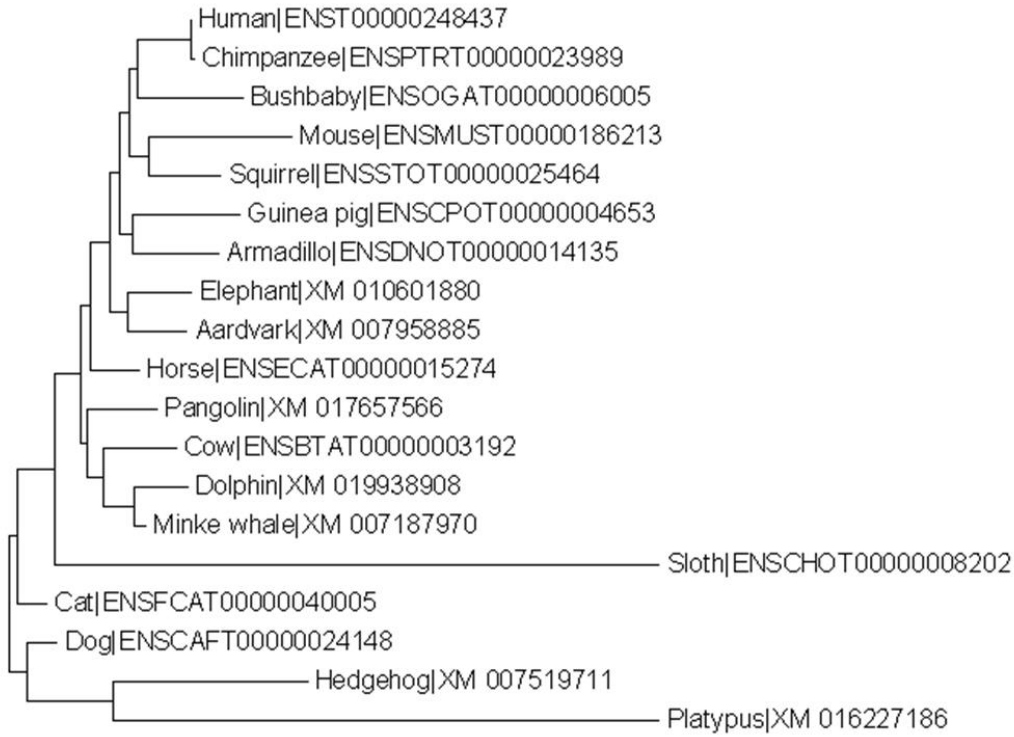 Human|ENST00000248437
Chimpanzee|ENSPTRT00000023989
Bushbaby|ENSOGAT00000006005
Mouse|ENSMUST00000186213
Squirrel|ENSSTOT00000025464
Guinea pig|ENSCPOT00000004653
Armadillo|ENSDNOT00000014135
Elephant|XM 010601880
Aardvark|XM 007958885
Horse|ENSECAT00000015274
Pangolin|XM 017657566
Cow|ENSBTAT00000003192
Dolphin|XM 019938908
Minke whale|XM 007187970
Sloth|ENSCHOT00000008202
Cat|ENSFCAT00000040005
Dog|ENSCAFT00000024148
Hedgehog|XM 007519711
Platypus|XM 016227186